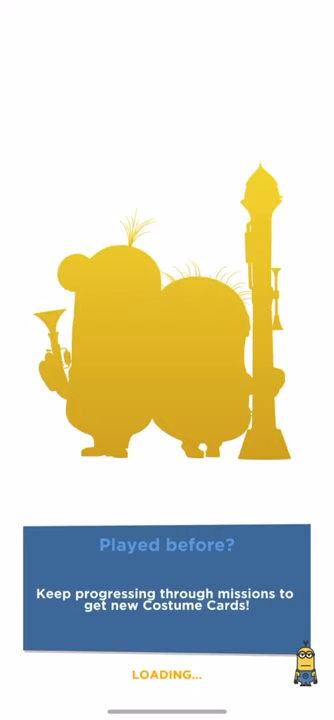 Played before?
Keep progressing through missions to
get new Costume Cards!
LOADING...